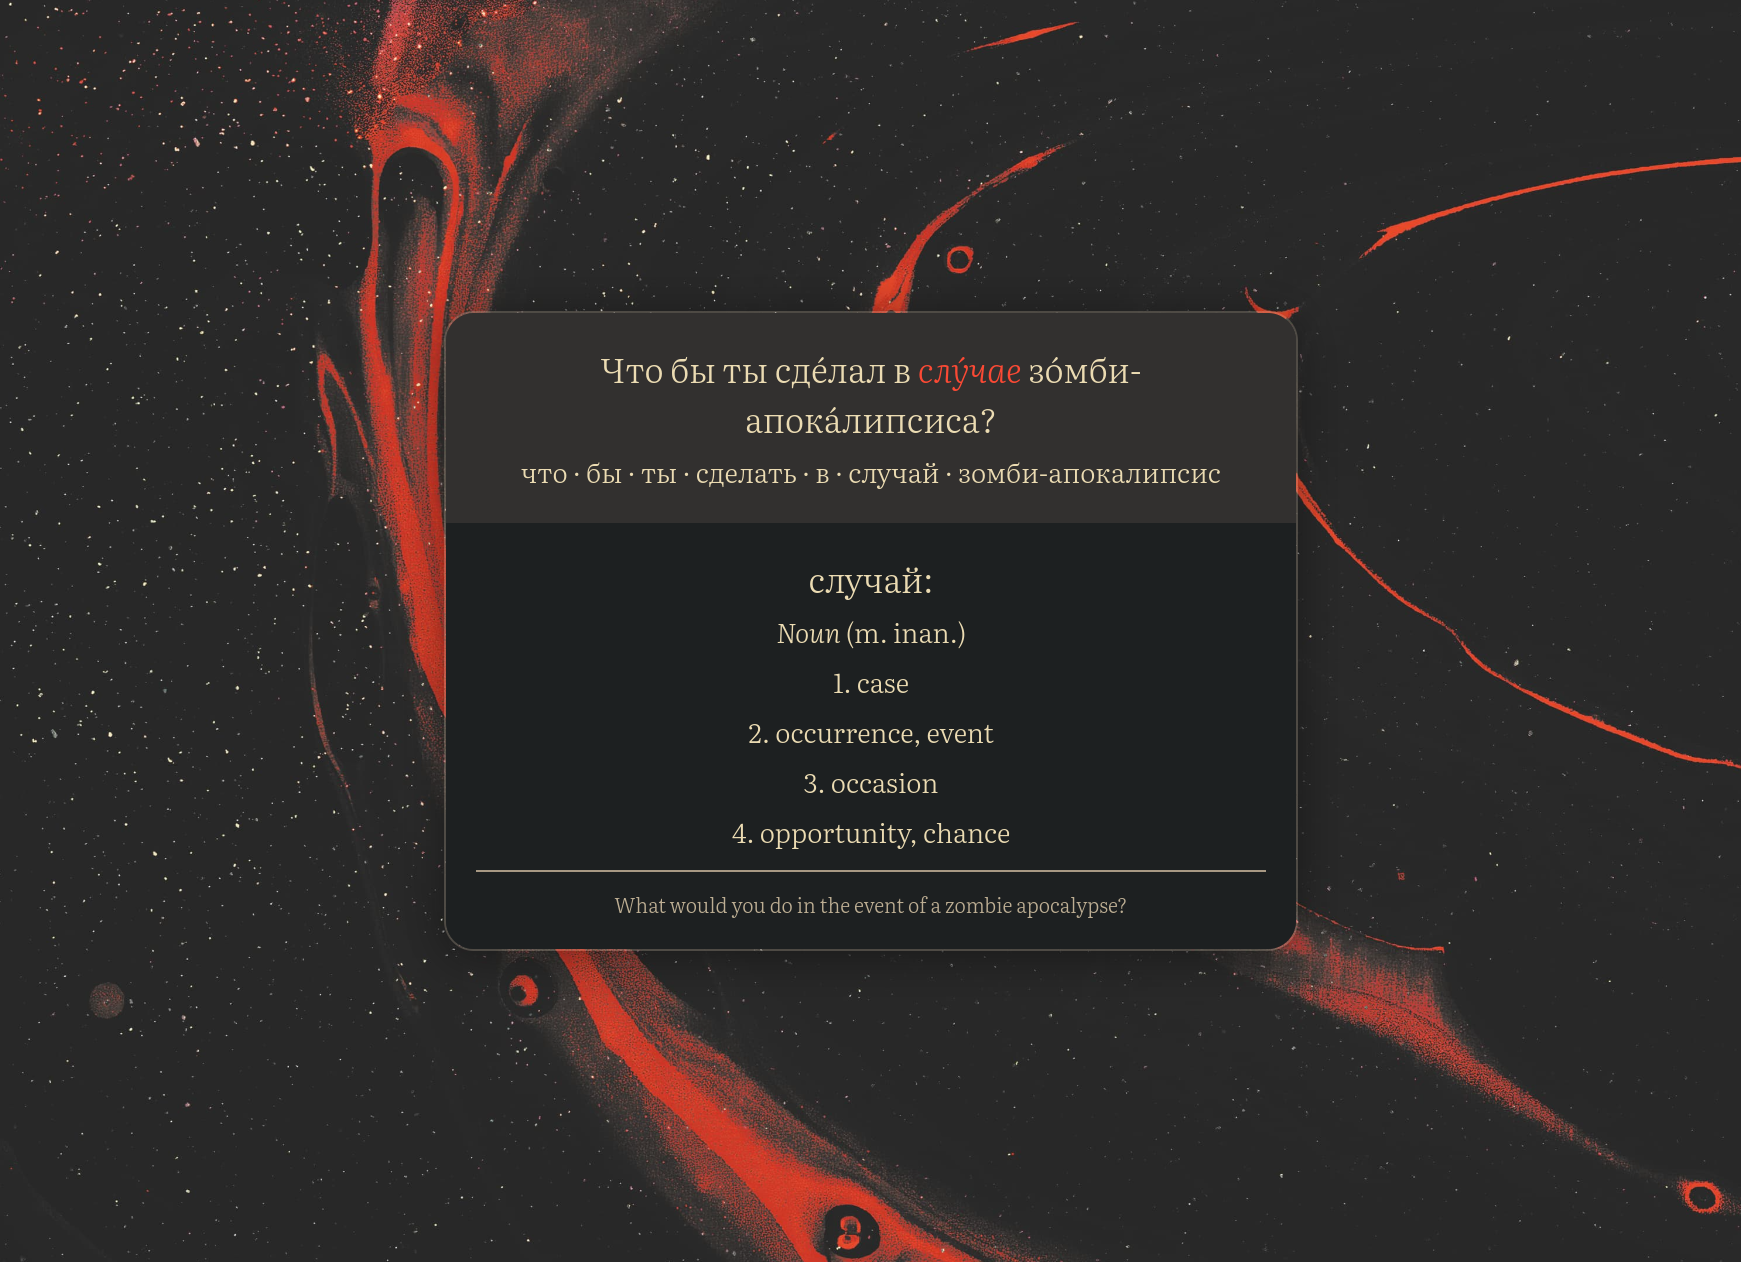 Что бы ты сде́лал в слу́чае зо́мби-
апока́липсиса?
что · бы · ты · сделать · в · случай · зомби-апокалипсис
случай:
Noun (m. inan.)
1. case
2. occurrence, event
3. occasion
4. opportunity, chance
What would you do in the event of a zombie apocalypse?